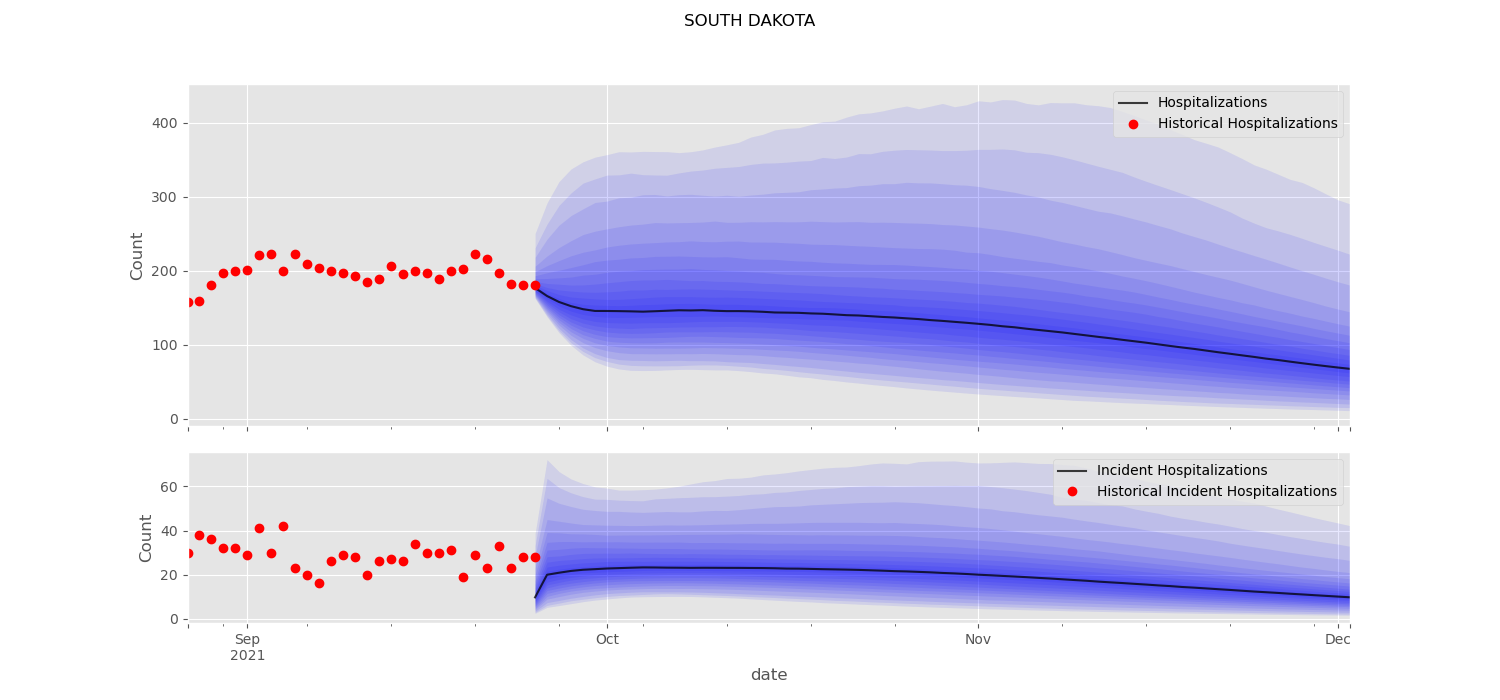 SOUTH DAKOTA
Hospitalizations
Historical Hospitalizations
400
300
200
100
0
Count
Incident Hospitalizations
Historical Incident Hospitalizations
60
40
20
0
Count
Sep
2021
Oct
Nov
Dec
date